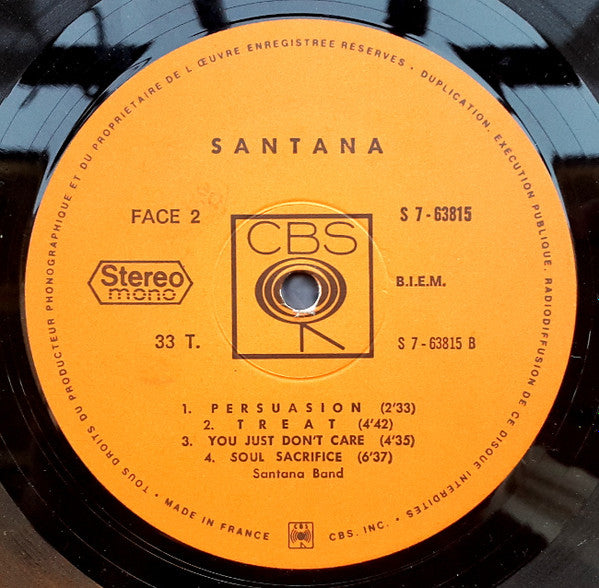 TOUS DROITS DU PRODUCTEUR PHONOGRAPHIQUE ET DU PROPRIETAIRE DE L ŒUVRE ENREGISTREE RESERVES • DUPLICATION, EXECUTION PUBLIQUE, RADIODIFFUSION DE CE DISQUE INTERDITES •
SANTANA
FACE 2
S 7-63815
CBS
Stereo
mono
B.I.E.M.
33 T.
S 7-63815 B
1. PERSUASION (2'33)
2. TREAT (4'42)
3. YOU JUST DON'T CARE (4'35)
4. SOUL SACRIFICE (6'37)
Santana Band
• MADE IN FRANCE
CBS
CBS. INC. •